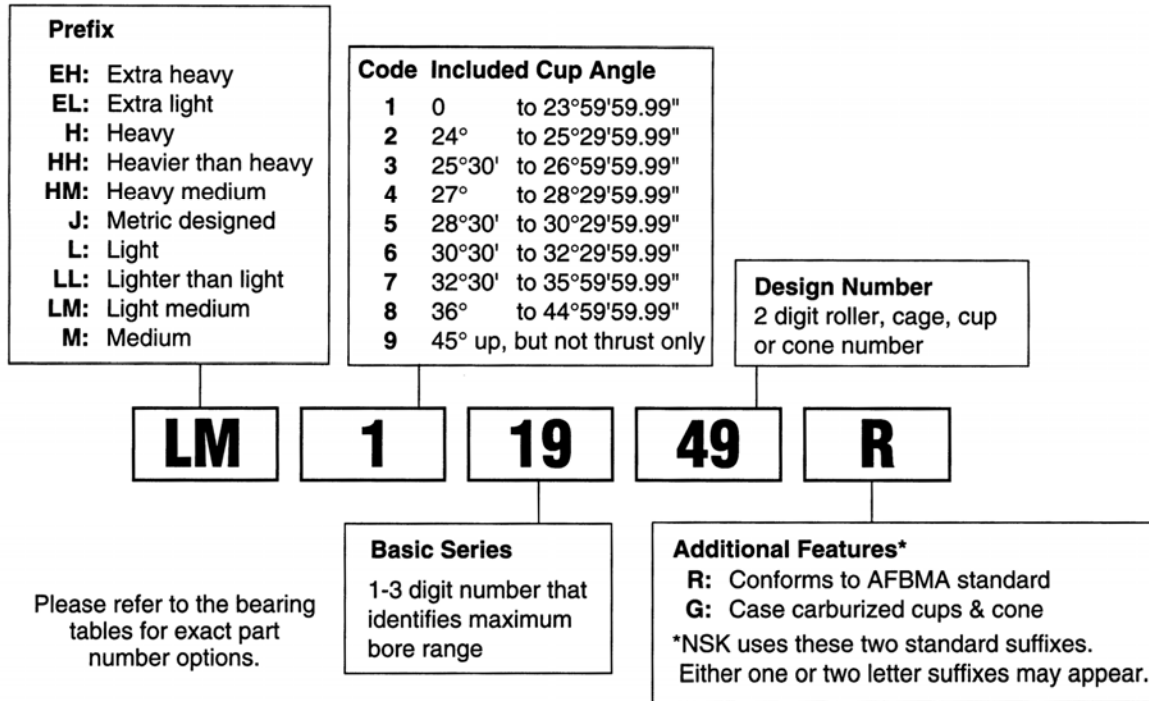 Prefix
EH: Extra heavy
EL: Extra light
H: Heavy
HH: Heavier than heavy
HM: Heavy medium
J: Metric designed
L: Light
LL: Lighter than light
LM: Light medium
M: Medium
Code Included Cup Angle
1 0 to 23°59'59.99"
2 24° to 25°29'59.99"
3 25°30' to 26°59'59.99"
4 27° to 28°29'59.99"
5 28°30' to 30°29'59.99"
6 30°30' to 32°29'59.99"
7 32°30' to 35°59'59.99"
8 36° to 44°59'59.99"
9 45° up, but not thrust only
Design Number
2 digit roller, cage, cup
or cone number
LM 1 19 49 R
Please refer to the bearing
tables for exact part
number options.
Basic Series
1-3 digit number that
identifies maximum
bore range
Additional Features*
R: Conforms to AFBMA standard
G: Case carburized cups & cone
*NSK uses these two standard suffixes.
Either one or two letter suffixes may appear.